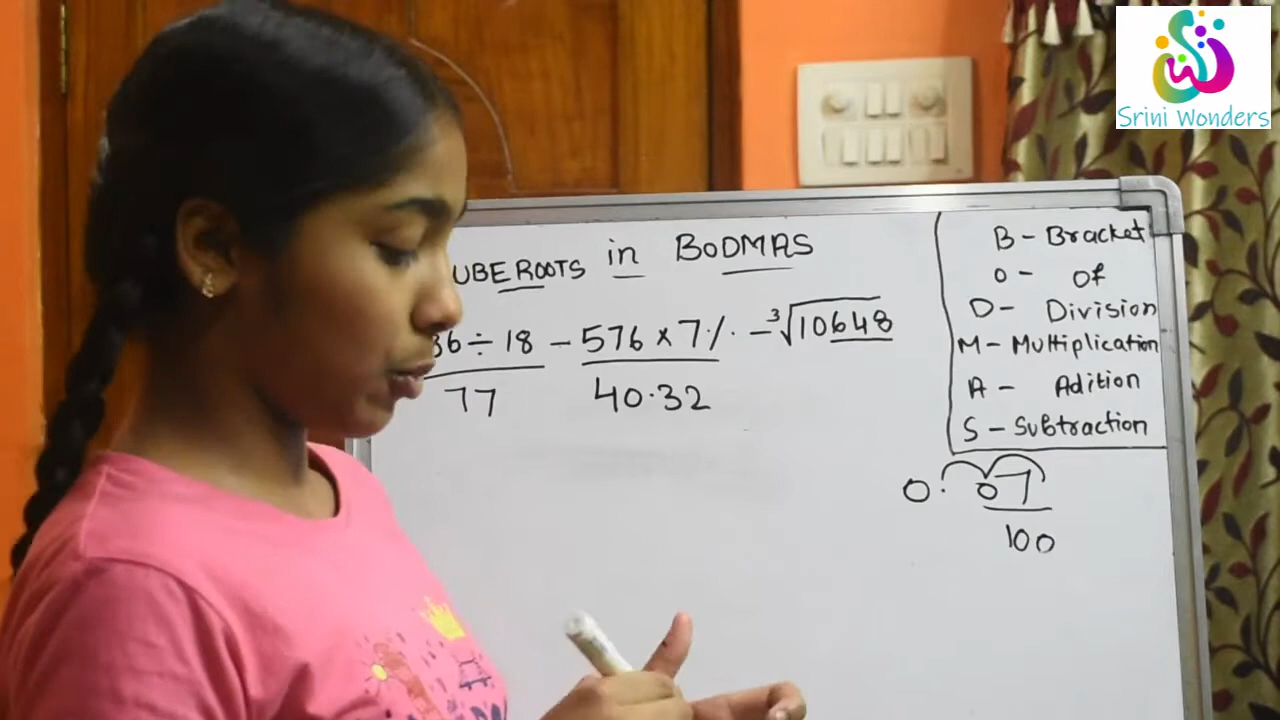 Srini Wonders
UBEROOTS in BODMAS
36 ÷ 18 – 576 × 7% – ³√10648
77 40.32
B - Bracket
O - Of
D - Division
M - Multiplication
A - Adition
S - Subtraction
0.07
100